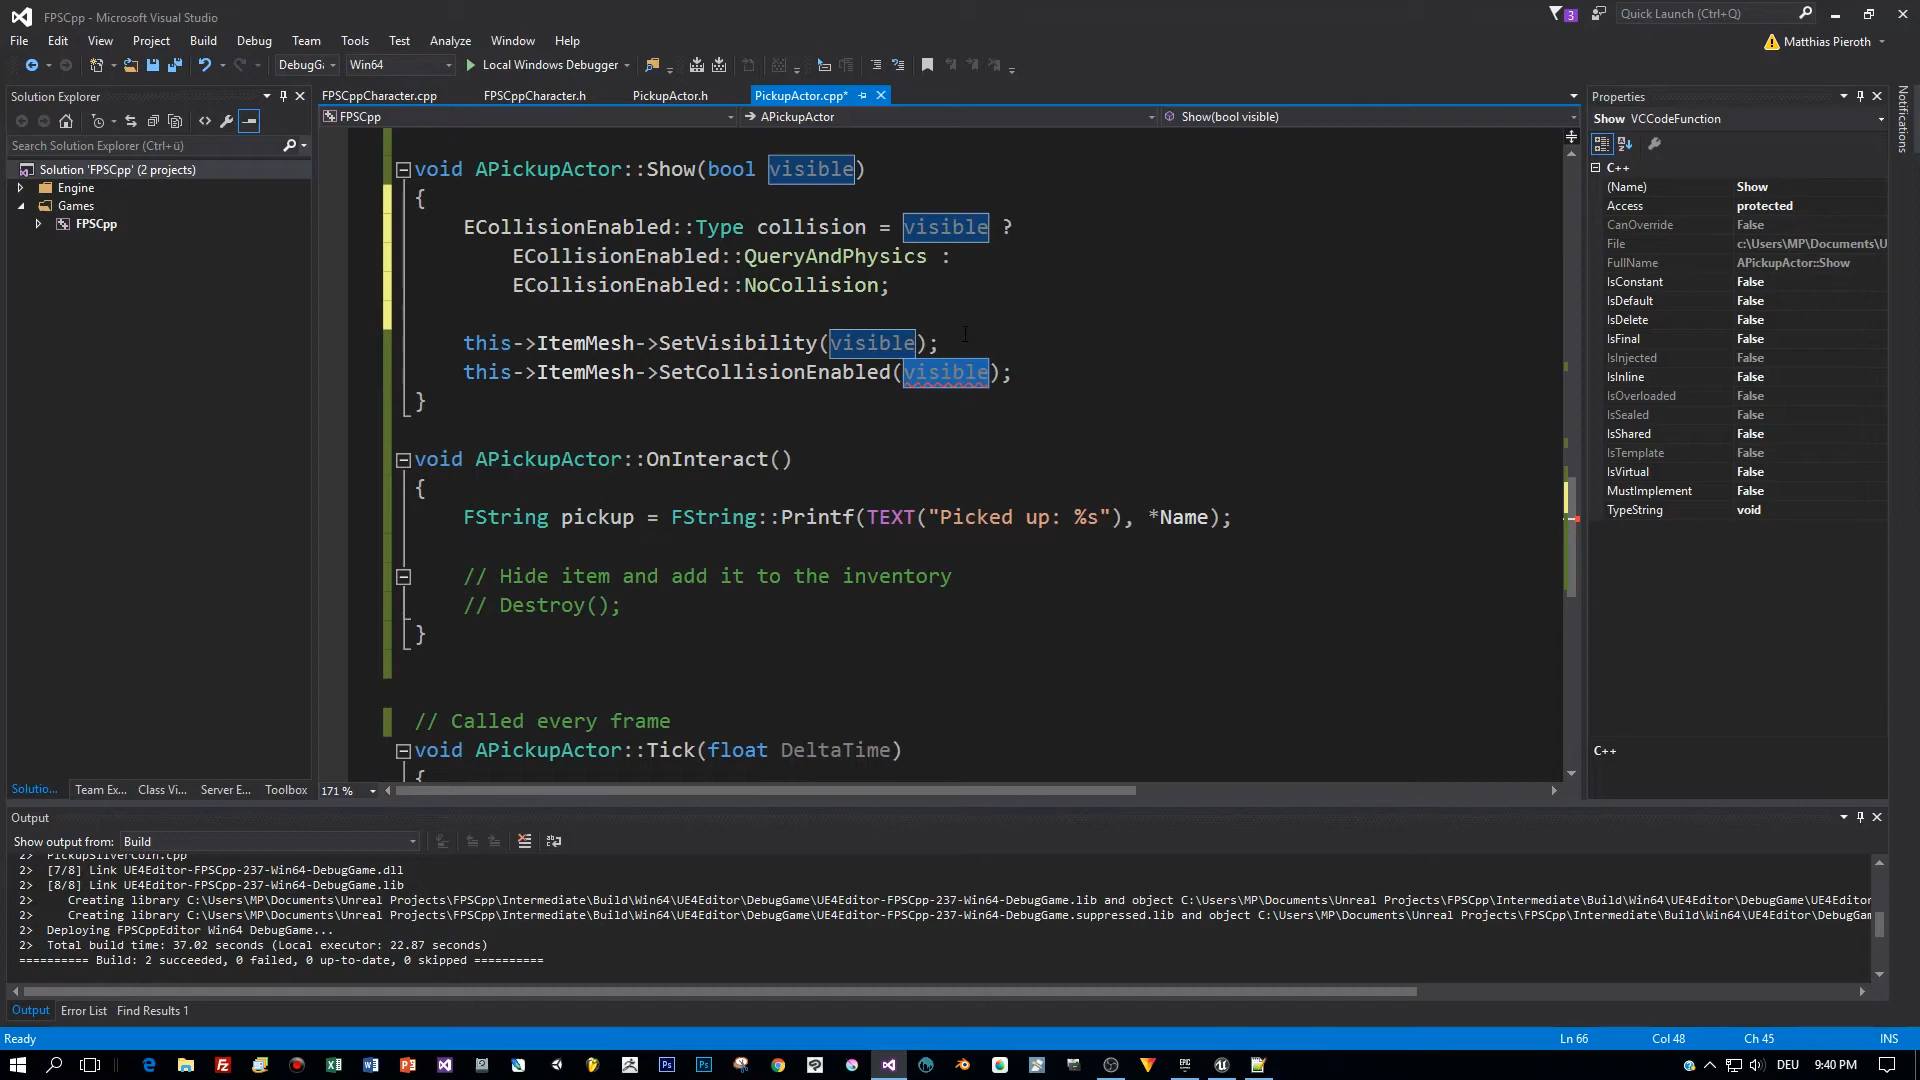 FPSCpp - Microsoft Visual Studio
3
Quick Launch (Ctrl+Q)
File Edit View Project Build Debug Team Tools Test Analyze Window Help
Matthias Pieroth
DebugG Win64 Local Windows Debugger
Solution Explorer
FPSCppCharacter.cpp FPSCppCharacter.h PickupActor.h PickupActor.cpp*
Properties
Notifications
FPSCpp APickupActor Show(bool visible)
Show VCCodeFunction
Search Solution Explorer (Ctrl+ü)
Solution 'FPSCpp' (2 projects)
Engine
Games
FPSCpp
void APickupActor::Show(bool visible)
{
ECollisionEnabled::Type collision = visible ?
ECollisionEnabled::QueryAndPhysics :
ECollisionEnabled::NoCollision;
this->ItemMesh->SetVisibility(visible);
this->ItemMesh->SetCollisionEnabled(visible);
}
void APickupActor::OnInteract()
{
FString pickup = FString::Printf(TEXT("Picked up: %s"), *Name);
// Hide item and add it to the inventory
// Destroy();
}
// Called every frame
void APickupActor::Tick(float DeltaTime)
{
C++
(Name) Show
Access protected
CanOverride False
File c:\Users\MP\Documents\U
FullName APickupActor::Show
IsConstant False
IsDefault False
IsDelete False
IsFinal False
IsInjected False
IsInline False
IsOverloaded False
IsSealed False
IsShared False
IsTemplate False
IsVirtual False
MustImplement False
TypeString void
C++
Solutio... Team Ex... Class Vi... Server E... Toolbox
171 %
Output
Show output from: Build
2> PickupSilverCoin.cpp
2> [7/8] Link UE4Editor-FPSCpp-237-Win64-DebugGame.dll
2> [8/8] Link UE4Editor-FPSCpp-237-Win64-DebugGame.lib
2> Creating library C:\Users\MP\Documents\Unreal Projects\FPSCpp\Intermediate\Build\Win64\UE4Editor\DebugGame\UE4Editor-FPSCpp-237-Win64-DebugGame.lib and object C:\Users\MP\Documents\Unreal Projects\FPSCpp\Intermediate\Build\Win64\UE4Editor\DebugGame\UE4Editor
2> Creating library C:\Users\MP\Documents\Unreal Projects\FPSCpp\Intermediate\Build\Win64\UE4Editor\DebugGame\UE4Editor-FPSCpp-237-Win64-DebugGame.suppressed.lib and object C:\Users\MP\Documents\Unreal Projects\FPSCpp\Intermediate\Build\Win64\UE4Editor\DebugGam
2> Deploying FPSCppEditor Win64 DebugGame...
2> Total build time: 37.02 seconds (Local executor: 22.87 seconds)
========== Build: 2 succeeded, 0 failed, 0 up-to-date, 0 skipped ==========
Output Error List Find Results 1
Ready Ln 66 Col 48 Ch 45 INS
DEU 9:40 PM